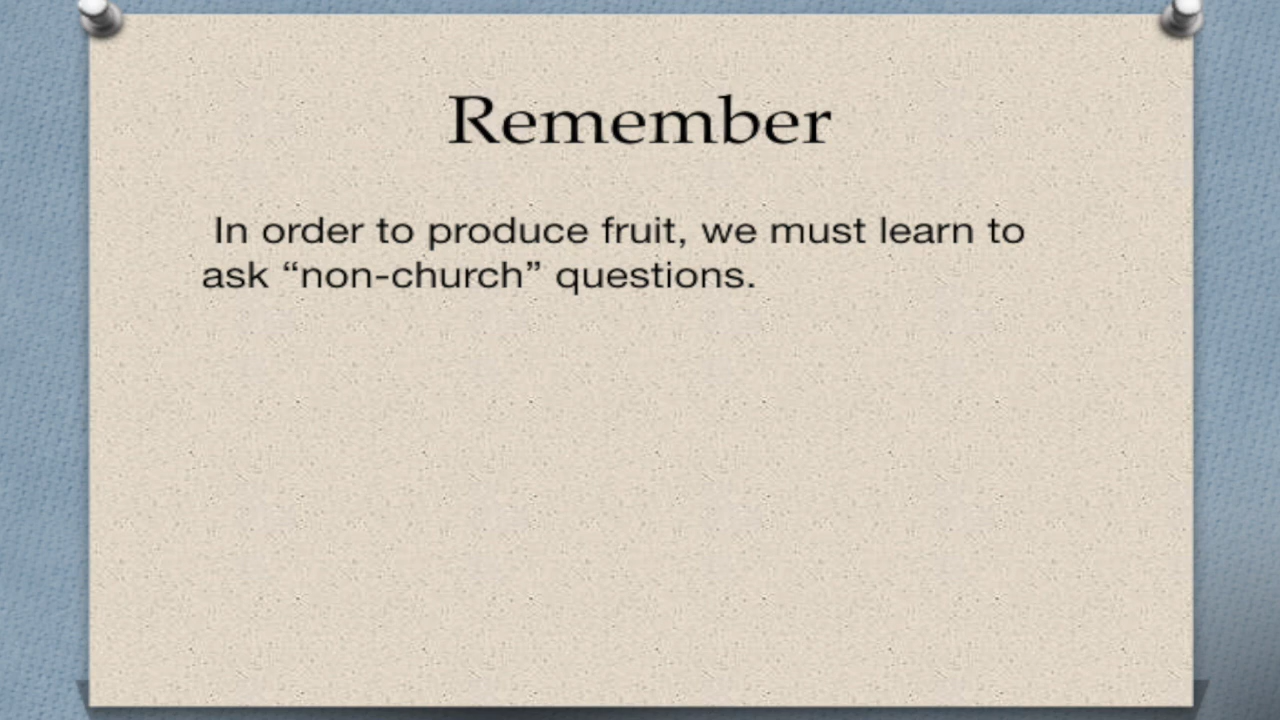 Remember
In order to produce fruit, we must learn to
ask “non-church” questions.